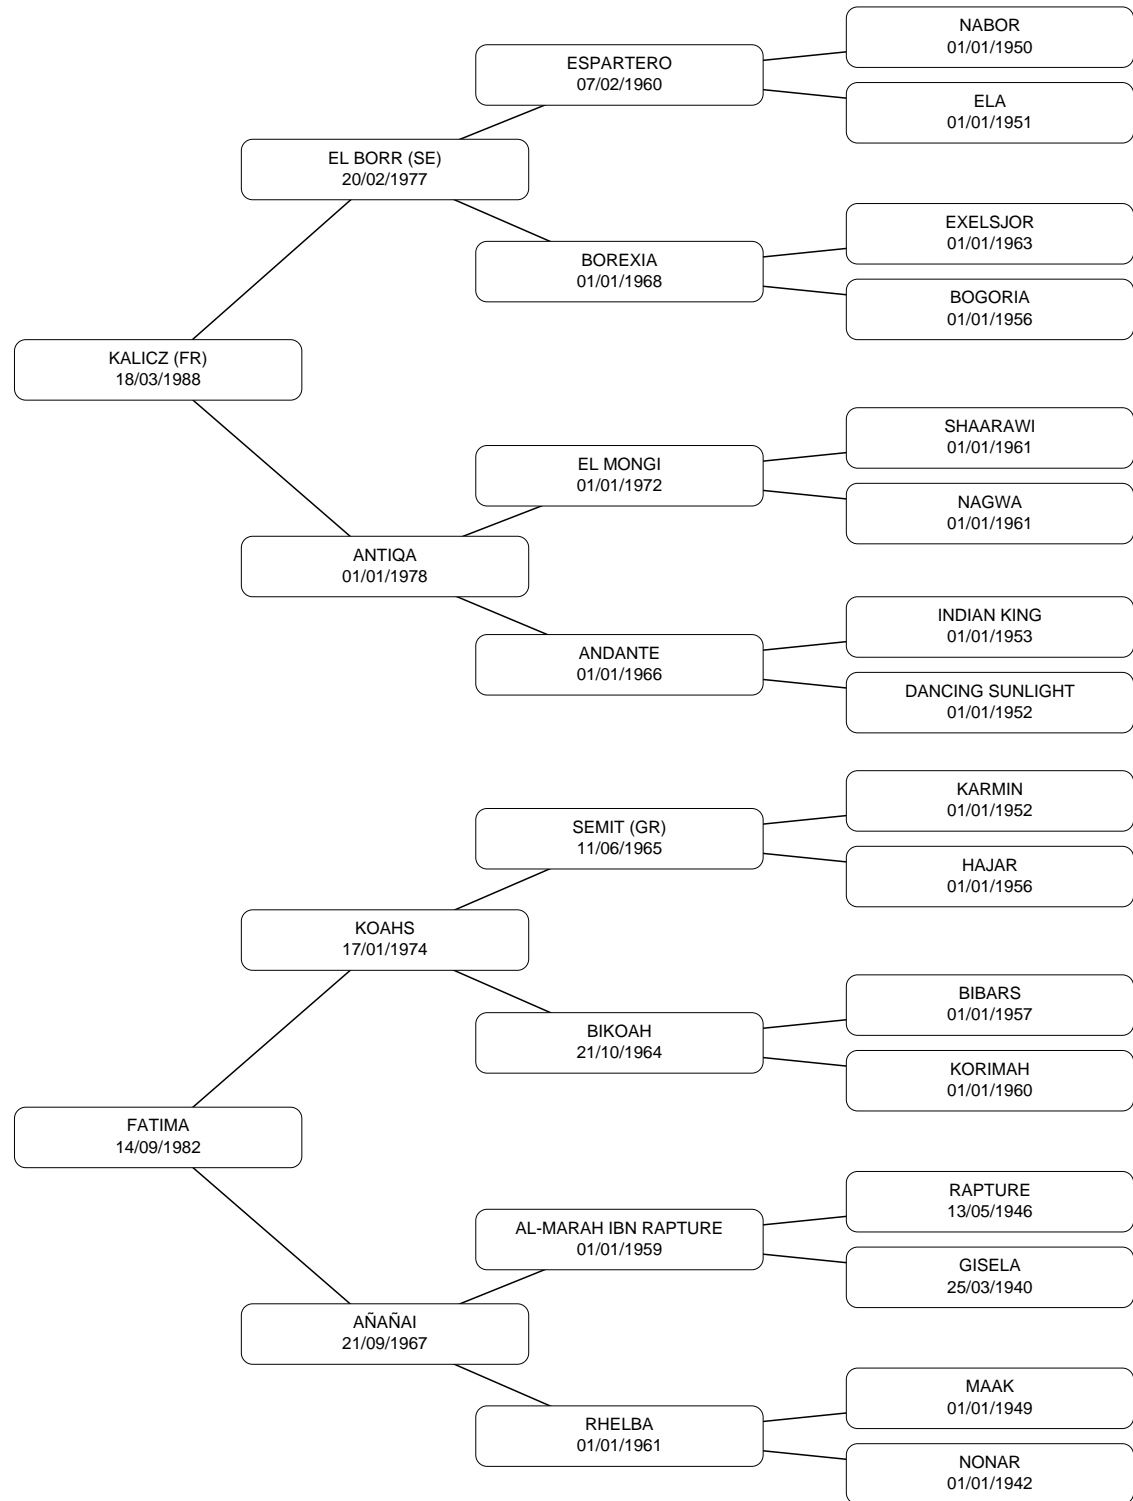 NABOR
01/01/1950
ESPARTERO
07/02/1960
ELA
01/01/1951
EL BORR (SE)
20/02/1977
EXELSJOR
01/01/1963
BOREXIA
01/01/1968
BOGORIA
01/01/1956
KALICZ (FR)
18/03/1988
SHAARAWI
01/01/1961
EL MONGI
01/01/1972
NAGWA
01/01/1961
ANTIQA
01/01/1978
INDIAN KING
01/01/1953
ANDANTE
01/01/1966
DANCING SUNLIGHT
01/01/1952
KARMIN
01/01/1952
SEMIT (GR)
11/06/1965
HAJAR
01/01/1956
KOAHS
17/01/1974
BIBARS
01/01/1957
BIKOAH
21/10/1964
KORIMAH
01/01/1960
FATIMA
14/09/1982
RAPTURE
13/05/1946
AL-MARAH IBN RAPTURE
01/01/1959
GISELA
25/03/1940
AÑAÑAI
21/09/1967
MAAK
01/01/1949
RHELBA
01/01/1961
NONAR
01/01/1942